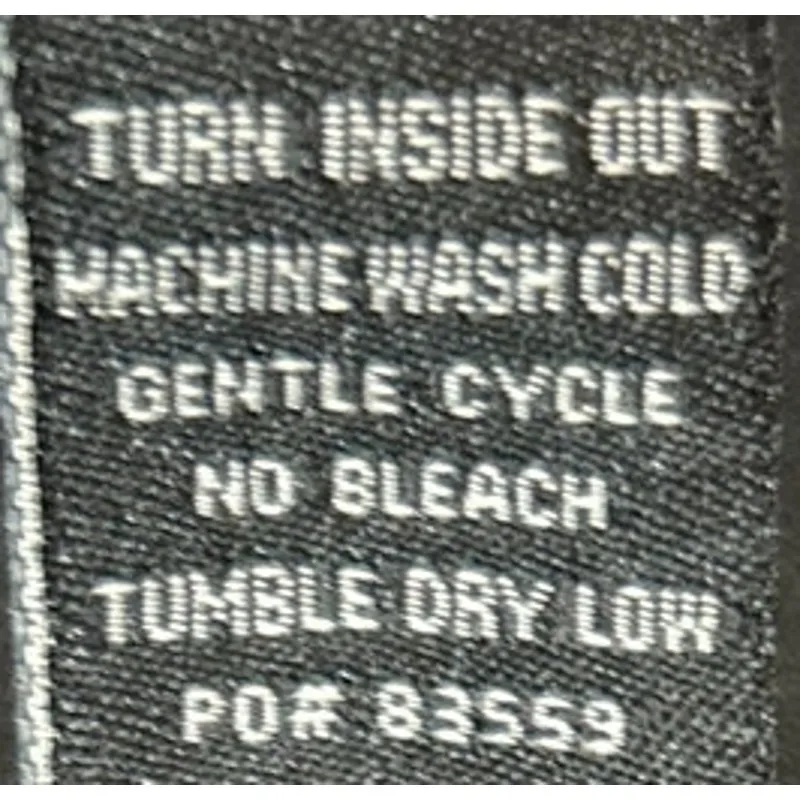 TURN INSIDE OUT
MACHINE WASH COLD
GENTLE CYCLE
NO BLEACH
TUMBLE DRY LOW
PO# 83559